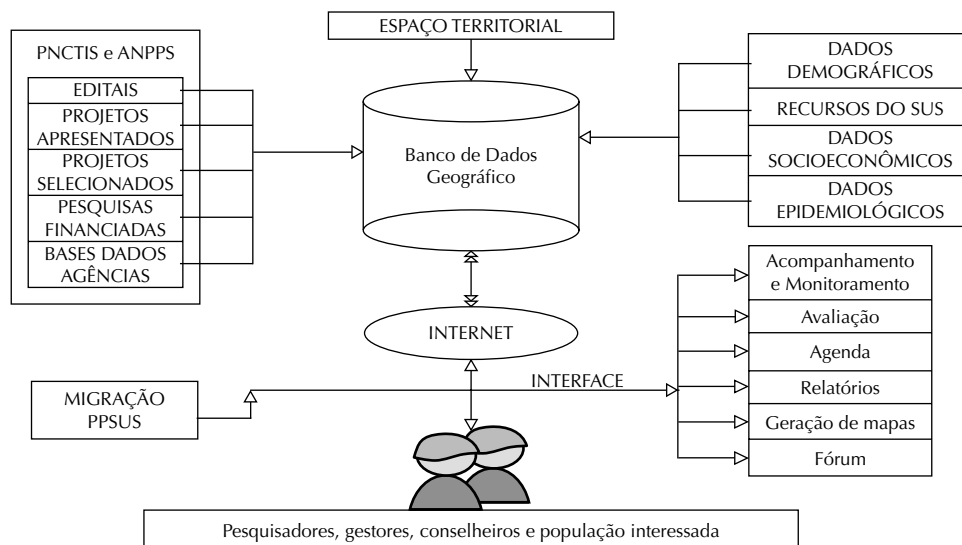 ESPAÇO TERRITORIAL
PNCTIS e ANPPS
EDITAIS
PROJETOS
APRESENTADOS
PROJETOS
SELECIONADOS
PESQUISAS
FINANCIADAS
BASES DADOS
AGÊNCIAS
Banco de Dados
Geográfico
DADOS
DEMOGRÁFICOS
RECURSOS DO SUS
DADOS
SOCIOECONÔMICOS
DADOS
EPIDEMIOLÓGICOS
INTERNET
MIGRAÇÃO
PPSUS
INTERFACE
Acompanhamento
e Monitoramento
Avaliação
Agenda
Relatórios
Geração de mapas
Fórum
Pesquisadores, gestores, conselheiros e população interessada